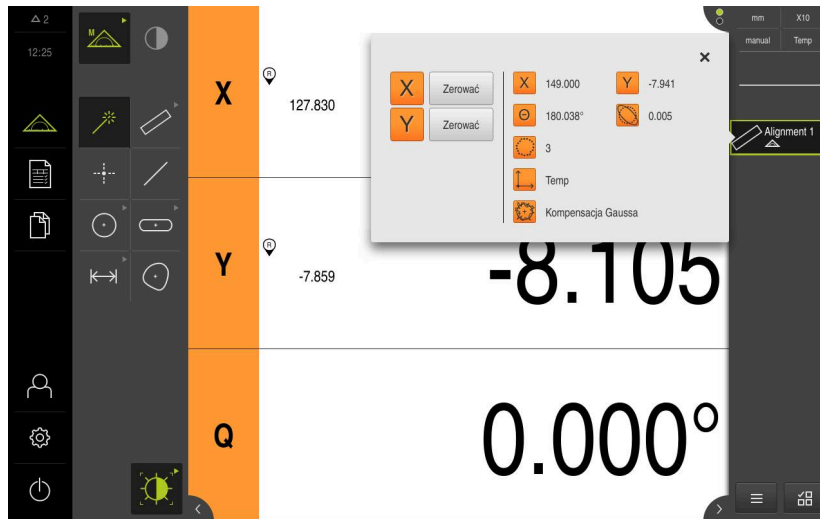 2
12:25
M
X
R
127.830
Y
R
-7.859
-8.105
Q
0.000°
X Zerować
Y Zerować
X 149.000 Y -7.941
Θ 180.038° 0.005
3
Temp
Kompensacja Gaussa
mm X10
manual Temp
Alignment 1